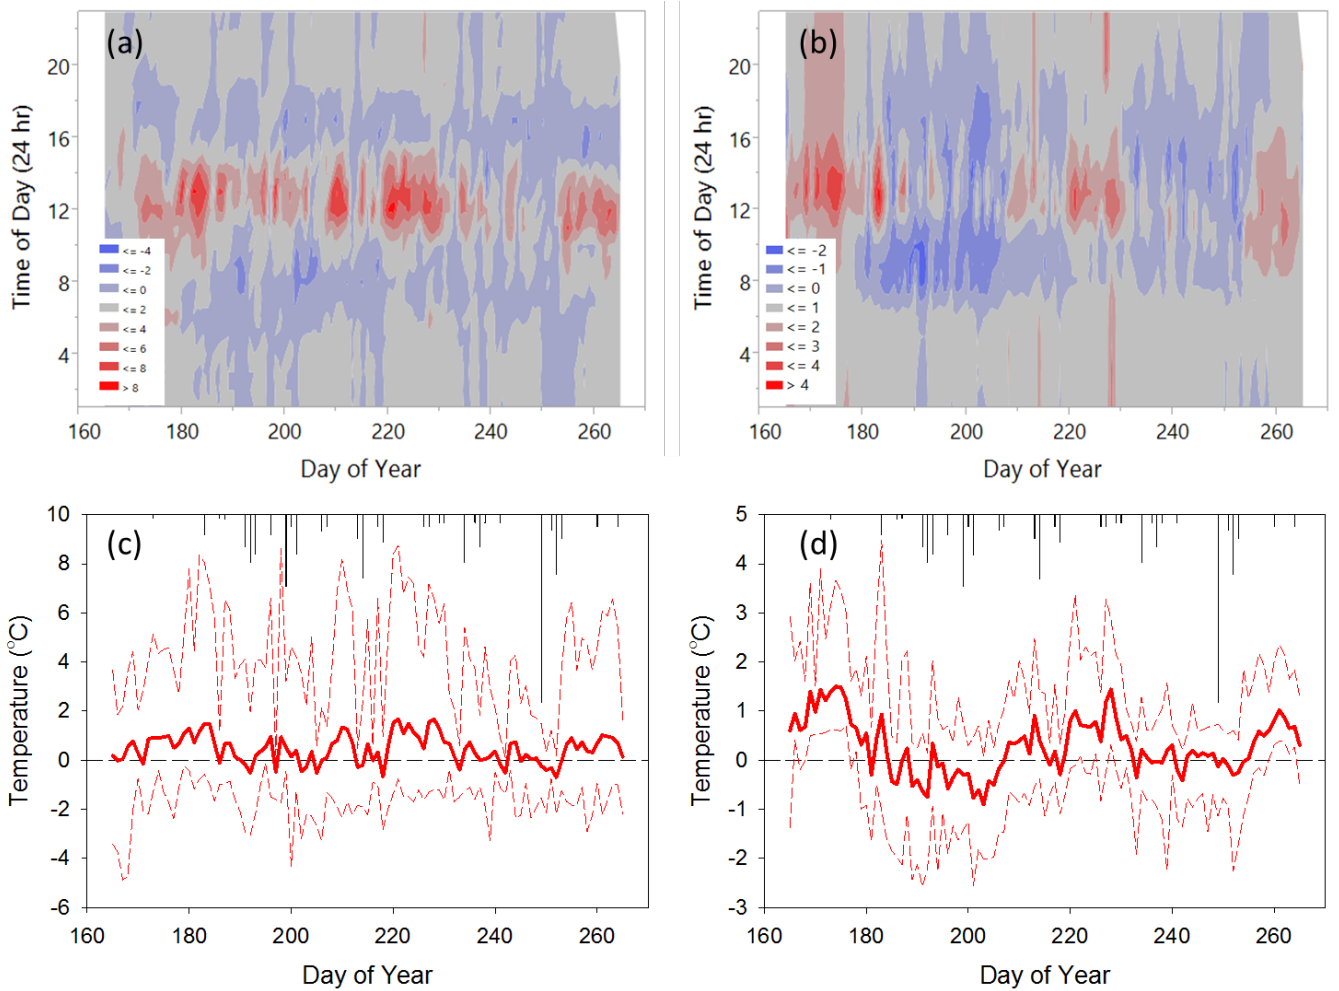 (a)
20
16
12
8
4
Time of Day (24 hr)
<= -4
<= -2
<= 0
<= 2
<= 4
<= 6
<= 8
> 8
160 180 200 220 240 260
Day of Year
(b)
20
16
12
8
4
Time of Day (24 hr)
<= -2
<= -1
<= 0
<= 1
<= 2
<= 3
<= 4
> 4
160 180 200 220 240 260
Day of Year
(c)
10
8
6
4
2
0
-2
-4
-6
Temperature (°C)
160 180 200 220 240 260
Day of Year
(d)
5
4
3
2
1
0
-1
-2
-3
Temperature (°C)
160 180 200 220 240 260
Day of Year